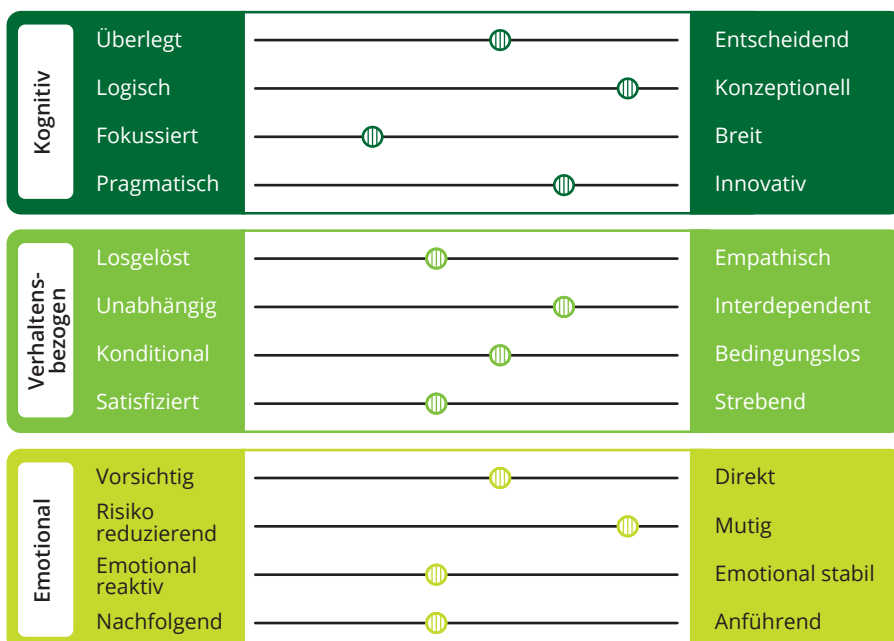 Kognitiv
Überlegt Entscheidend
Logisch Konzeptionell
Fokussiert Breit
Pragmatisch Innovativ
Verhaltens-
bezogen
Losgelöst Empathisch
Unabhängig Interdependent
Konditional Bedingungslos
Satisfiziert Strebend
Emotional
Vorsichtig Direkt
Risiko
reduzierend Mutig
Emotional
reaktiv Emotional stabil
Nachfolgend Anführend